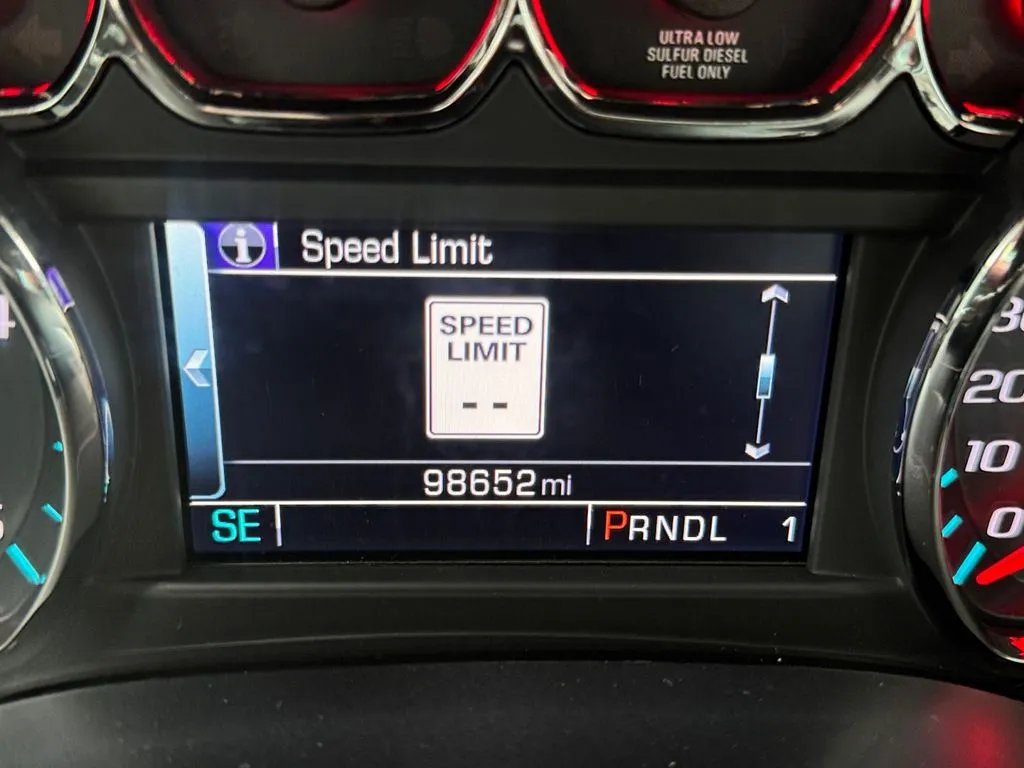 ULTRA LOW
SULFUR DIESEL
FUEL ONLY
Speed Limit
SPEED
LIMIT
--
98652 mi
SE
PRNDL 1
20
10
0